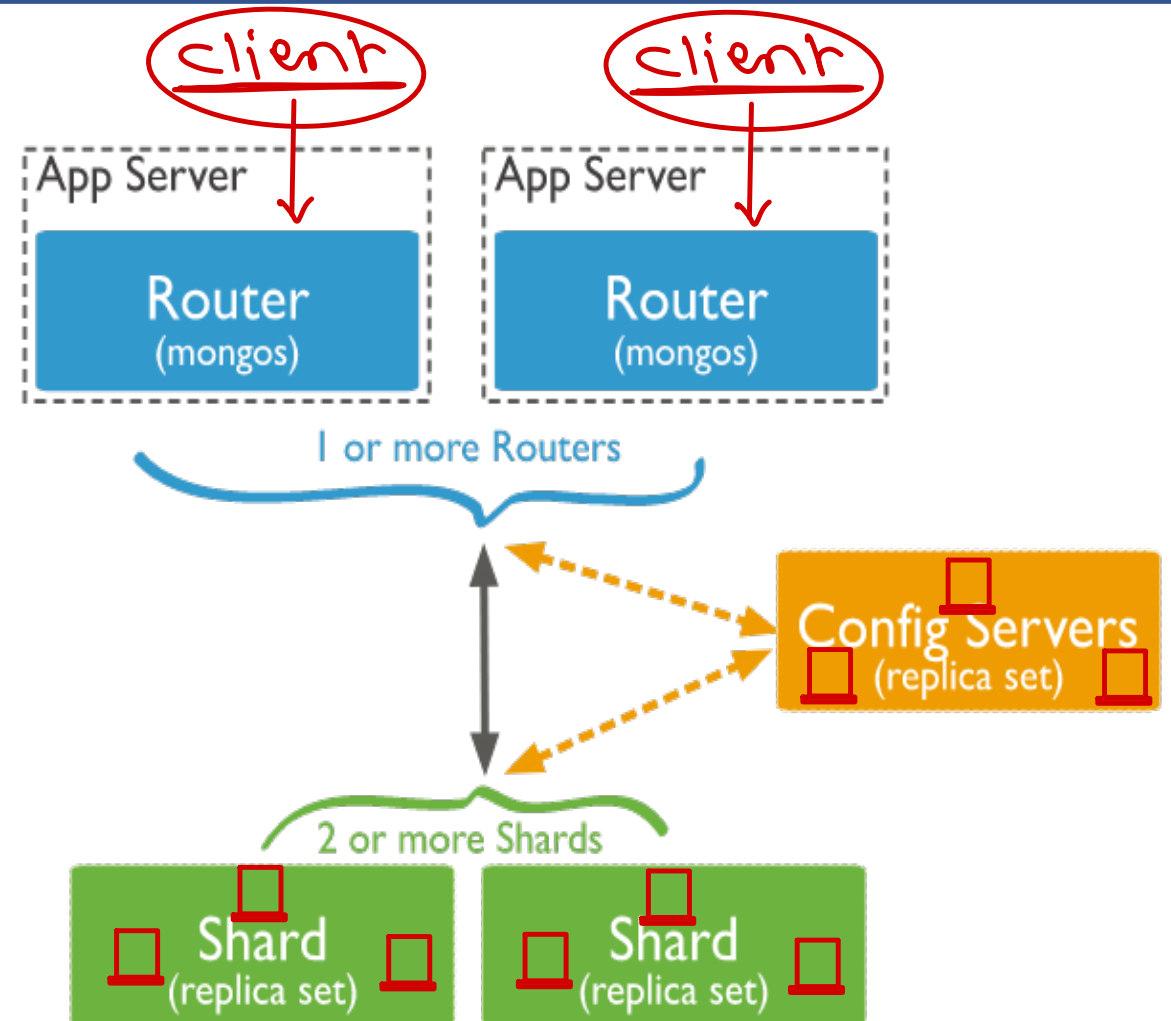 client
client
App Server
App Server
Router
(mongos)
Router
(mongos)
1 or more Routers
Config Servers
(replica set)
2 or more Shards
Shard
(replica set)
Shard
(replica set)